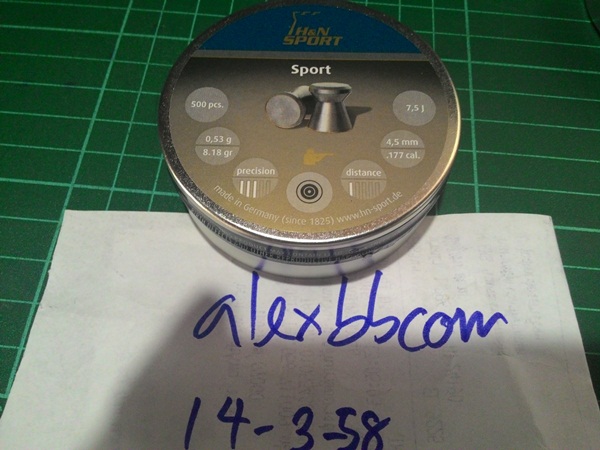 H&N
SPORT
Sport
500 pcs.
7,5 j
0,53 g
8.18 gr
4,5 mm
.177 cal.
precision
distance
made in Germany (since 1825) www.hn-sport.de
alexbbcom
14-3-58